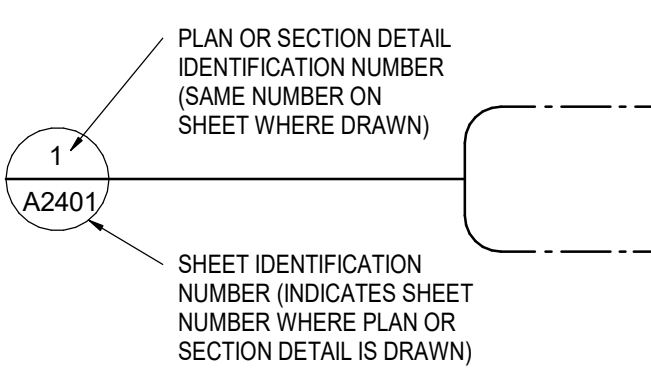 PLAN OR SECTION DETAIL
IDENTIFICATION NUMBER
(SAME NUMBER ON
SHEET WHERE DRAWN)
1
A2401
SHEET IDENTIFICATION
NUMBER (INDICATES SHEET
NUMBER WHERE PLAN OR
SECTION DETAIL IS DRAWN)